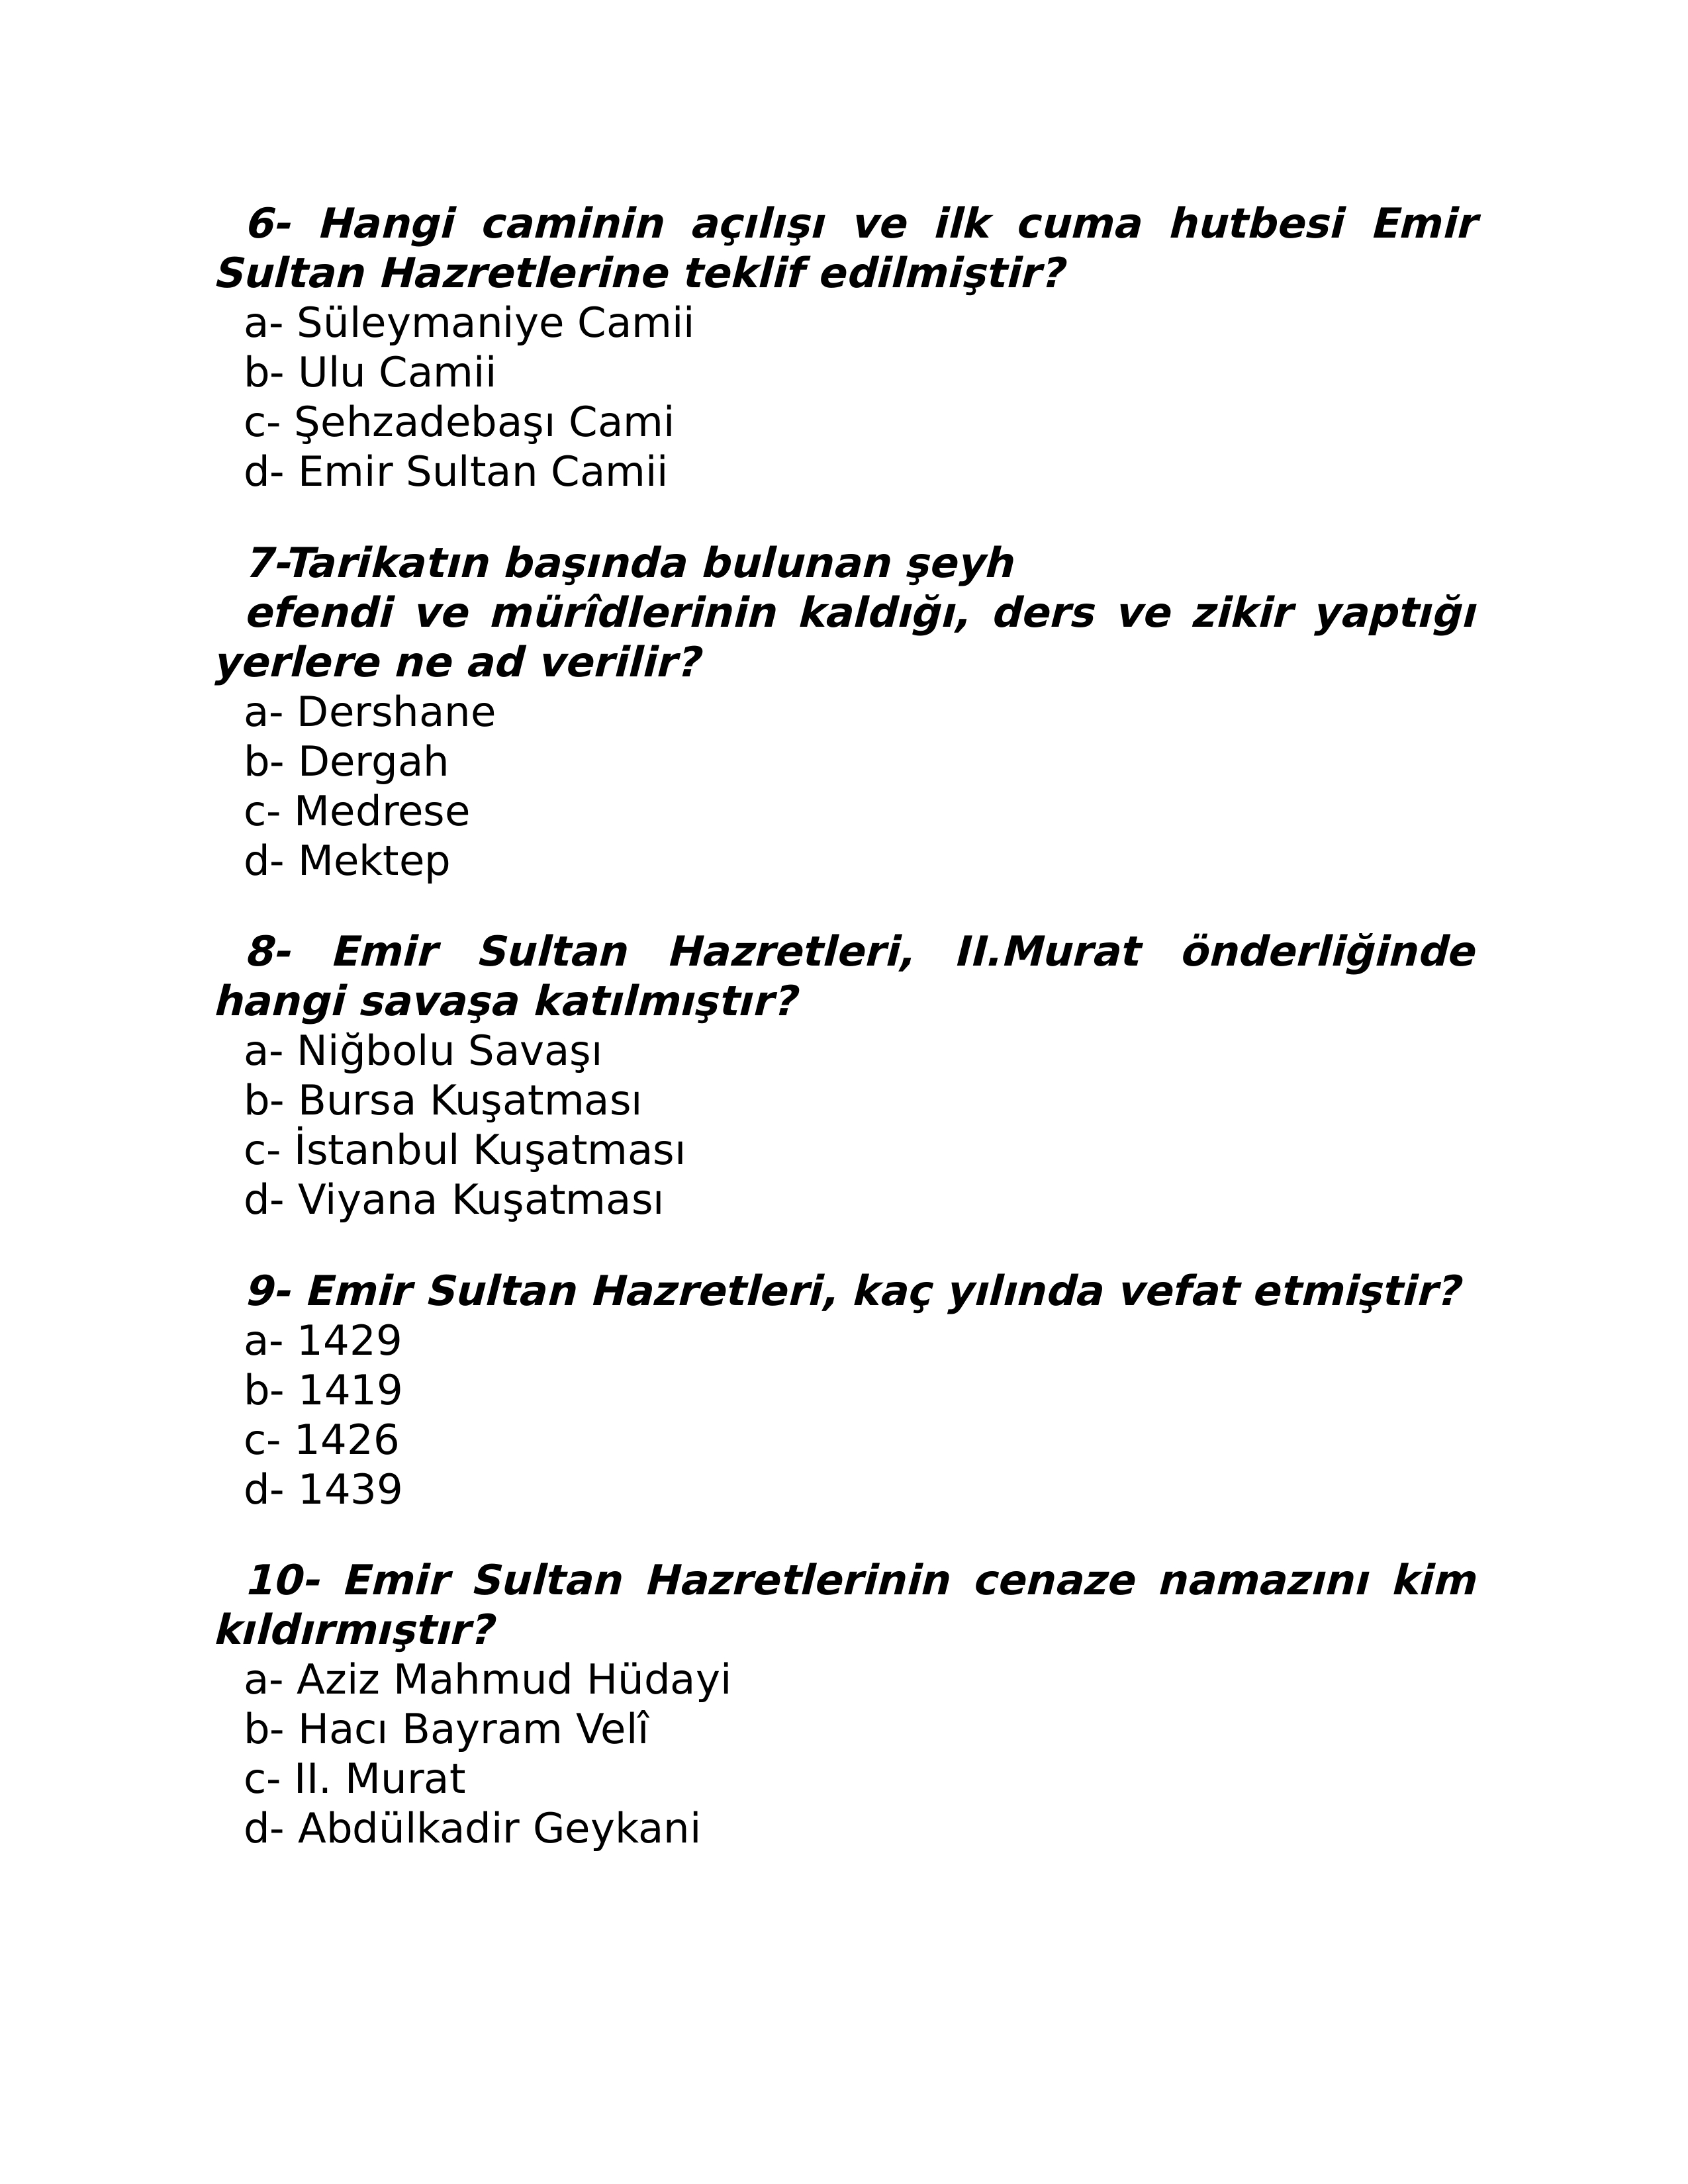 6- Hangi caminin açılışı ve ilk cuma hutbesi Emir
Sultan Hazretlerine teklif edilmiştir?
a- Süleymaniye Camii
b- Ulu Camii
c- Şehzadebaşı Cami
d- Emir Sultan Camii
7-Tarikatın başında bulunan şeyh
efendi ve mürîdlerinin kaldığı, ders ve zikir yaptığı
yerlere ne ad verilir?
a- Dershane
b- Dergah
c- Medrese
d- Mektep
8- Emir Sultan Hazretleri, II.Murat önderliğinde
hangi savaşa katılmıştır?
a- Niğbolu Savaşı
b- Bursa Kuşatması
c- İstanbul Kuşatması
d- Viyana Kuşatması
9- Emir Sultan Hazretleri, kaç yılında vefat etmiştir?
a- 1429
b- 1419
c- 1426
d- 1439
10- Emir Sultan Hazretlerinin cenaze namazını kim
kıldırmıştır?
a- Aziz Mahmud Hüdayi
b- Hacı Bayram Velî
c- II. Murat
d- Abdülkadir Geykani